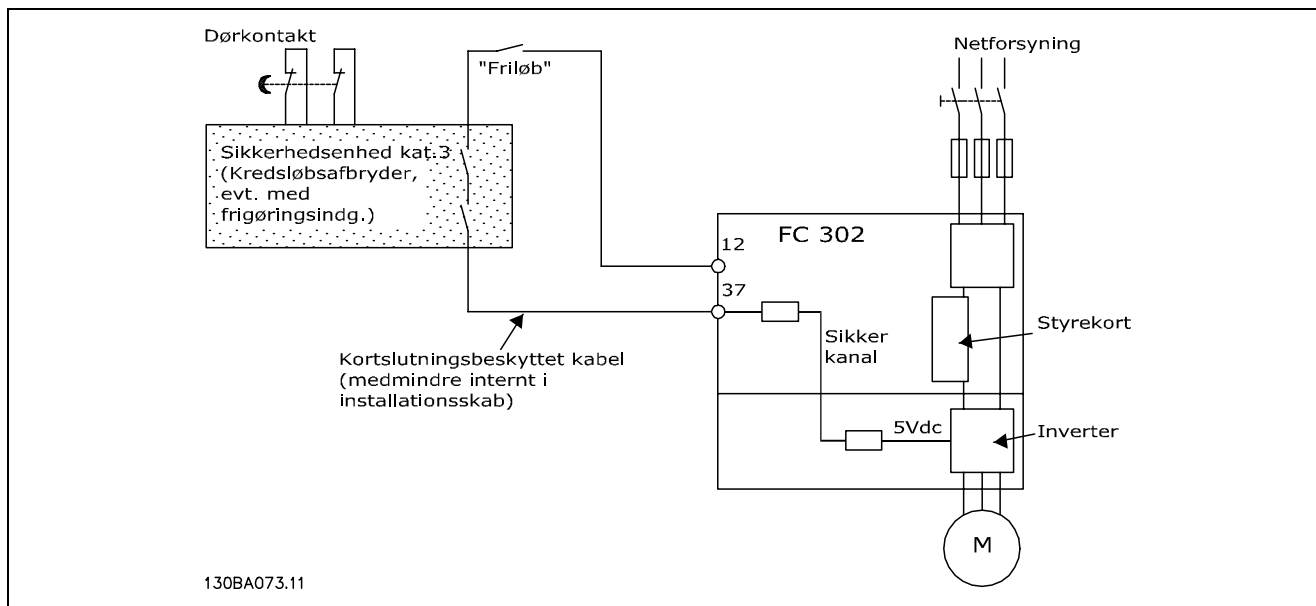 Dørkontakt
"Friløb"
Netforsyning
Sikkerhedsenhed kat.3
(Kredsløbsafbryder,
evt. med
frigøringsindg.)
FC 302
12
37
Sikker
kanal
Styrekort
Kortslutningsbeskyttet kabel
(medmindre internt i
installationsskab)
5Vdc
Inverter
M
130BA073.11